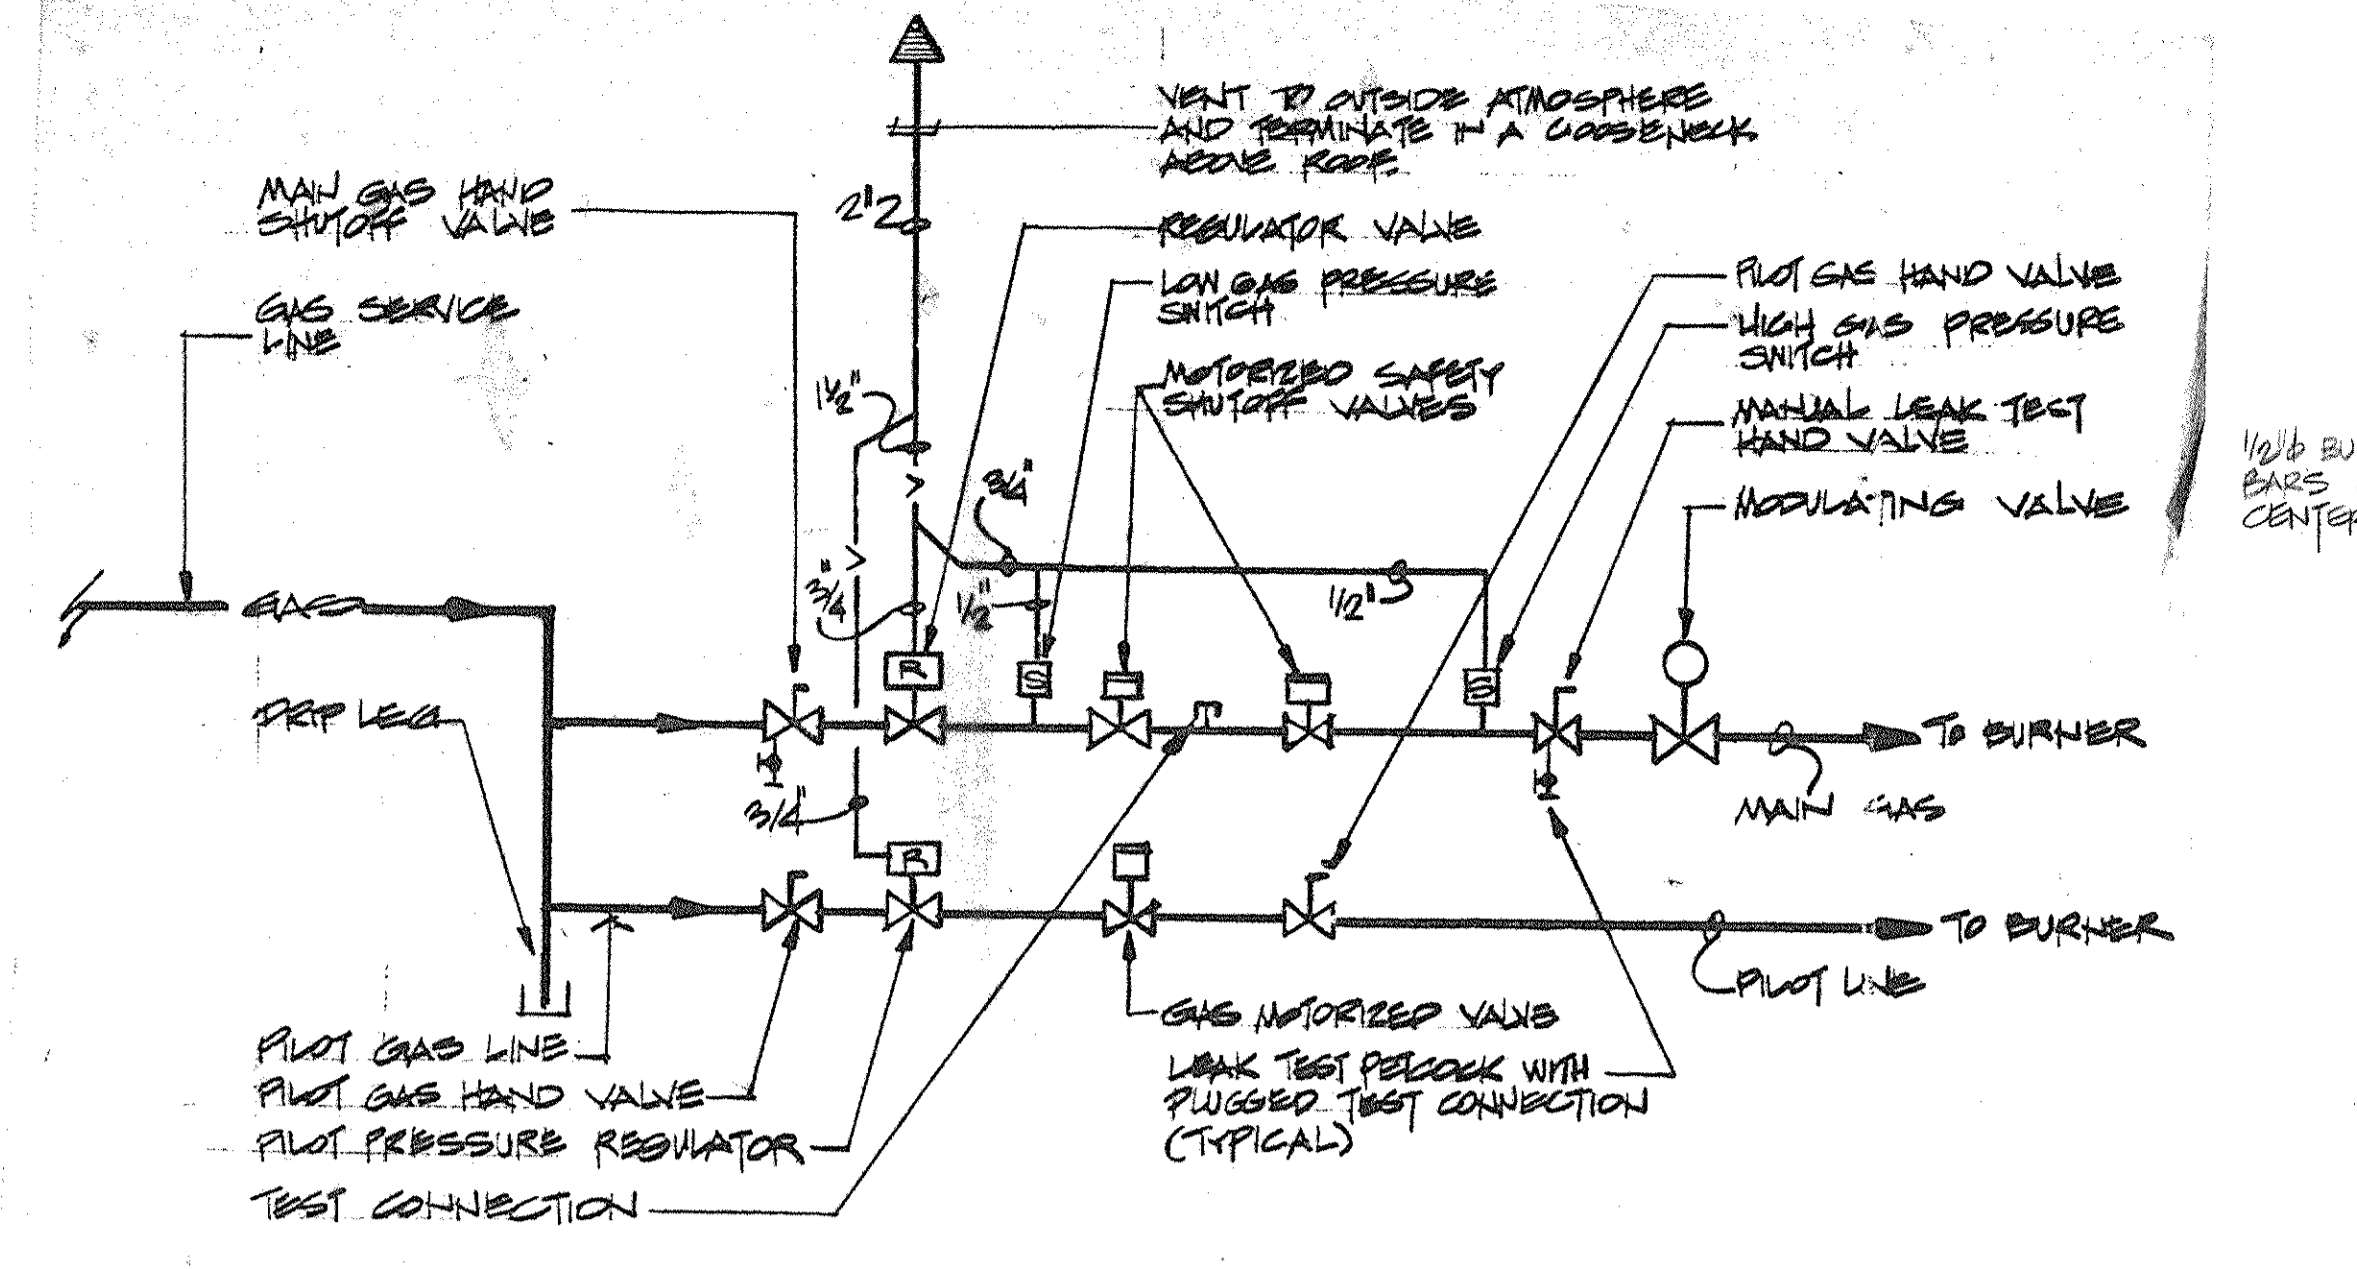 VENT TO OUTSIDE ATMOSPHERE
AND TERMINATE IN A GOOSENECK
ABOVE ROOF.
MAIN GAS HAND
SHUTOFF VALVE
2"
REGULATOR VALVE
GAS SERVICE
LINE
LOW GAS PRESSURE
SWITCH
PILOT GAS HAND VALVE
HIGH GAS PRESSURE
SWITCH
MOTORIZED SAFETY
SHUTOFF VALVES
1½"
MANUAL LEAK TEST
HAND VALVE
MODULATING VALVE
1/2"φ BU
BARS
CENTER
3/4"
GAS
3/4"
1/2"
1/2"
R
S
S
DRIP LEG
TO BURNER
3/4"
MAIN GAS
R
TO BURNER
PILOT LINE
PILOT GAS LINE
PILOT GAS HAND VALVE
PILOT PRESSURE REGULATOR
TEST CONNECTION
GAS MOTORIZED VALVE
LEAK TEST PETCOCK WITH
PLUGGED TEST CONNECTION
(TYPICAL)